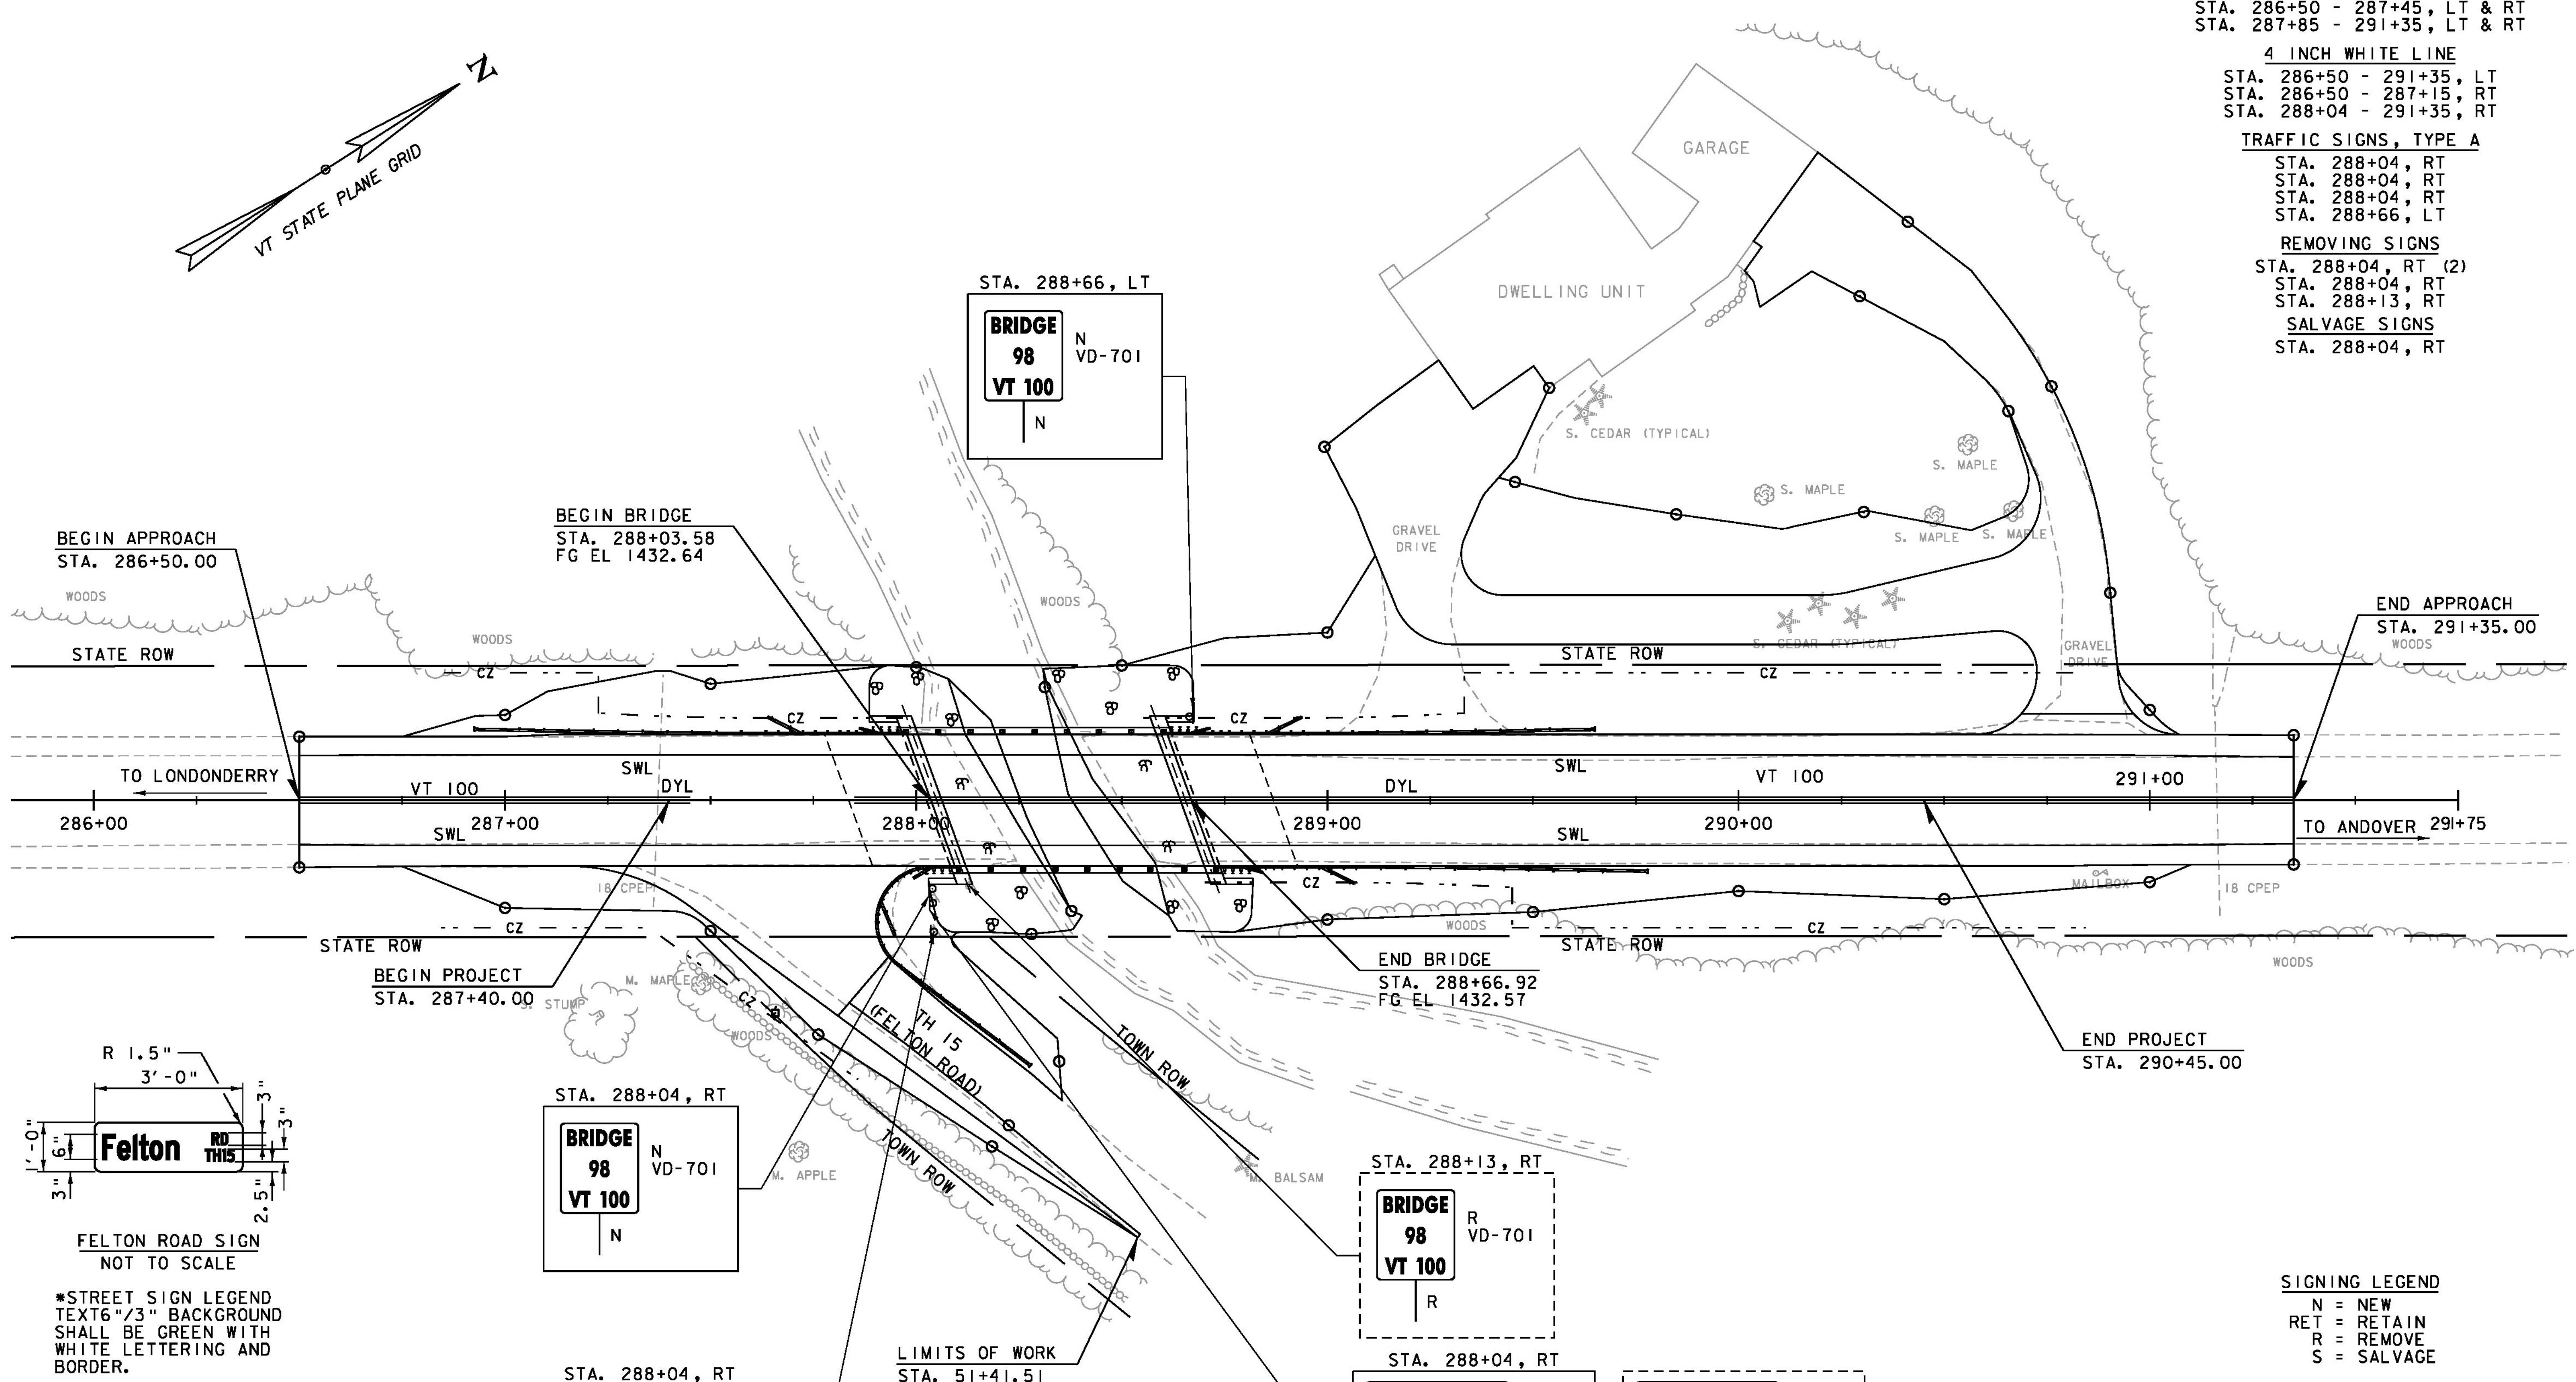 STA. 286+50 - 287+45, LT & RT
STA. 287+85 - 291+35, LT & RT
4 INCH WHITE LINE
STA. 286+50 - 291+35, LT
STA. 286+50 - 287+15, RT
STA. 288+04 - 291+35, RT
TRAFFIC SIGNS, TYPE A
STA. 288+04, RT
STA. 288+04, RT
STA. 288+04, RT
STA. 288+66, LT
REMOVING SIGNS
STA. 288+04, RT (2)
STA. 288+04, RT
STA. 288+13, RT
SALVAGE SIGNS
STA. 288+04, RT
N
VT STATE PLANE GRID
GARAGE
DWELLING UNIT
STA. 288+66, LT
BRIDGE
98
VT 100
N
VD-701
N
S. CEDAR (TYPICAL)
S. MAPLE
S. MAPLE
S. MAPLE
S. MAPLE
GRAVEL
DRIVE
BEGIN APPROACH
STA. 286+50.00
BEGIN BRIDGE
STA. 288+03.58
FG EL 1432.64
WOODS
WOODS
WOODS
END APPROACH
STA. 291+35.00
WOODS
S. CEDAR (TYPICAL)
GRAVEL
DRIVE
STATE ROW
STATE ROW
CZ
CZ
CZ
CZ
TO LONDONDERRY
SWL
SWL
VT 100
DYL
DYL
VT 100
291+00
286+00
287+00
288+00
289+00
290+00
SWL
SWL
TO ANDOVER
291+75
18 CPEP
CZ
MAILBOX
18 CPEP
CZ
WOODS
CZ
STATE ROW
STATE ROW
WOODS
BEGIN PROJECT
STA. 287+40.00
S. STUMP
M. MAPLE
CZ
WOODS
TH 15
(FELTON ROAD)
TOWN ROW
TOWN ROW
END BRIDGE
STA. 288+66.92
FG EL 1432.57
END PROJECT
STA. 290+45.00
R 1.5"
3'-0"
1'-0"
6"
3"
3"
3"
2.5"
Felton RD
TH15
FELTON ROAD SIGN
NOT TO SCALE
*STREET SIGN LEGEND
TEXT6"/3" BACKGROUND
SHALL BE GREEN WITH
WHITE LETTERING AND
BORDER.
STA. 288+04, RT
BRIDGE
98
VT 100
N
VD-701
N
M. APPLE
M. BALSAM
STA. 288+13, RT
BRIDGE
98
VT 100
R
VD-701
R
LIMITS OF WORK
STA. 51+41.51
STA. 288+04, RT
STA. 288+04, RT
SIGNING LEGEND
N = NEW
RET = RETAIN
R = REMOVE
S = SALVAGE